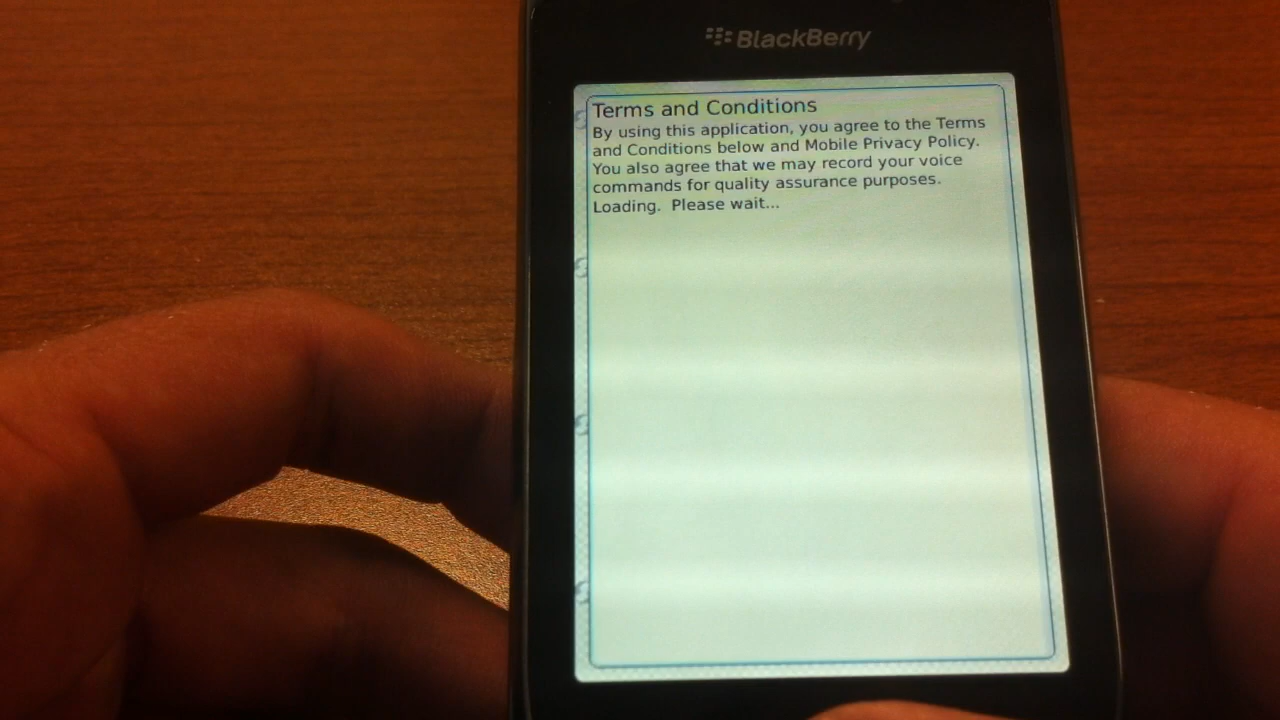 BlackBerry
Terms and Conditions
By using this application, you agree to the Terms
and Conditions below and Mobile Privacy Policy.
You also agree that we may record your voice
commands for quality assurance purposes.
Loading.  Please wait...